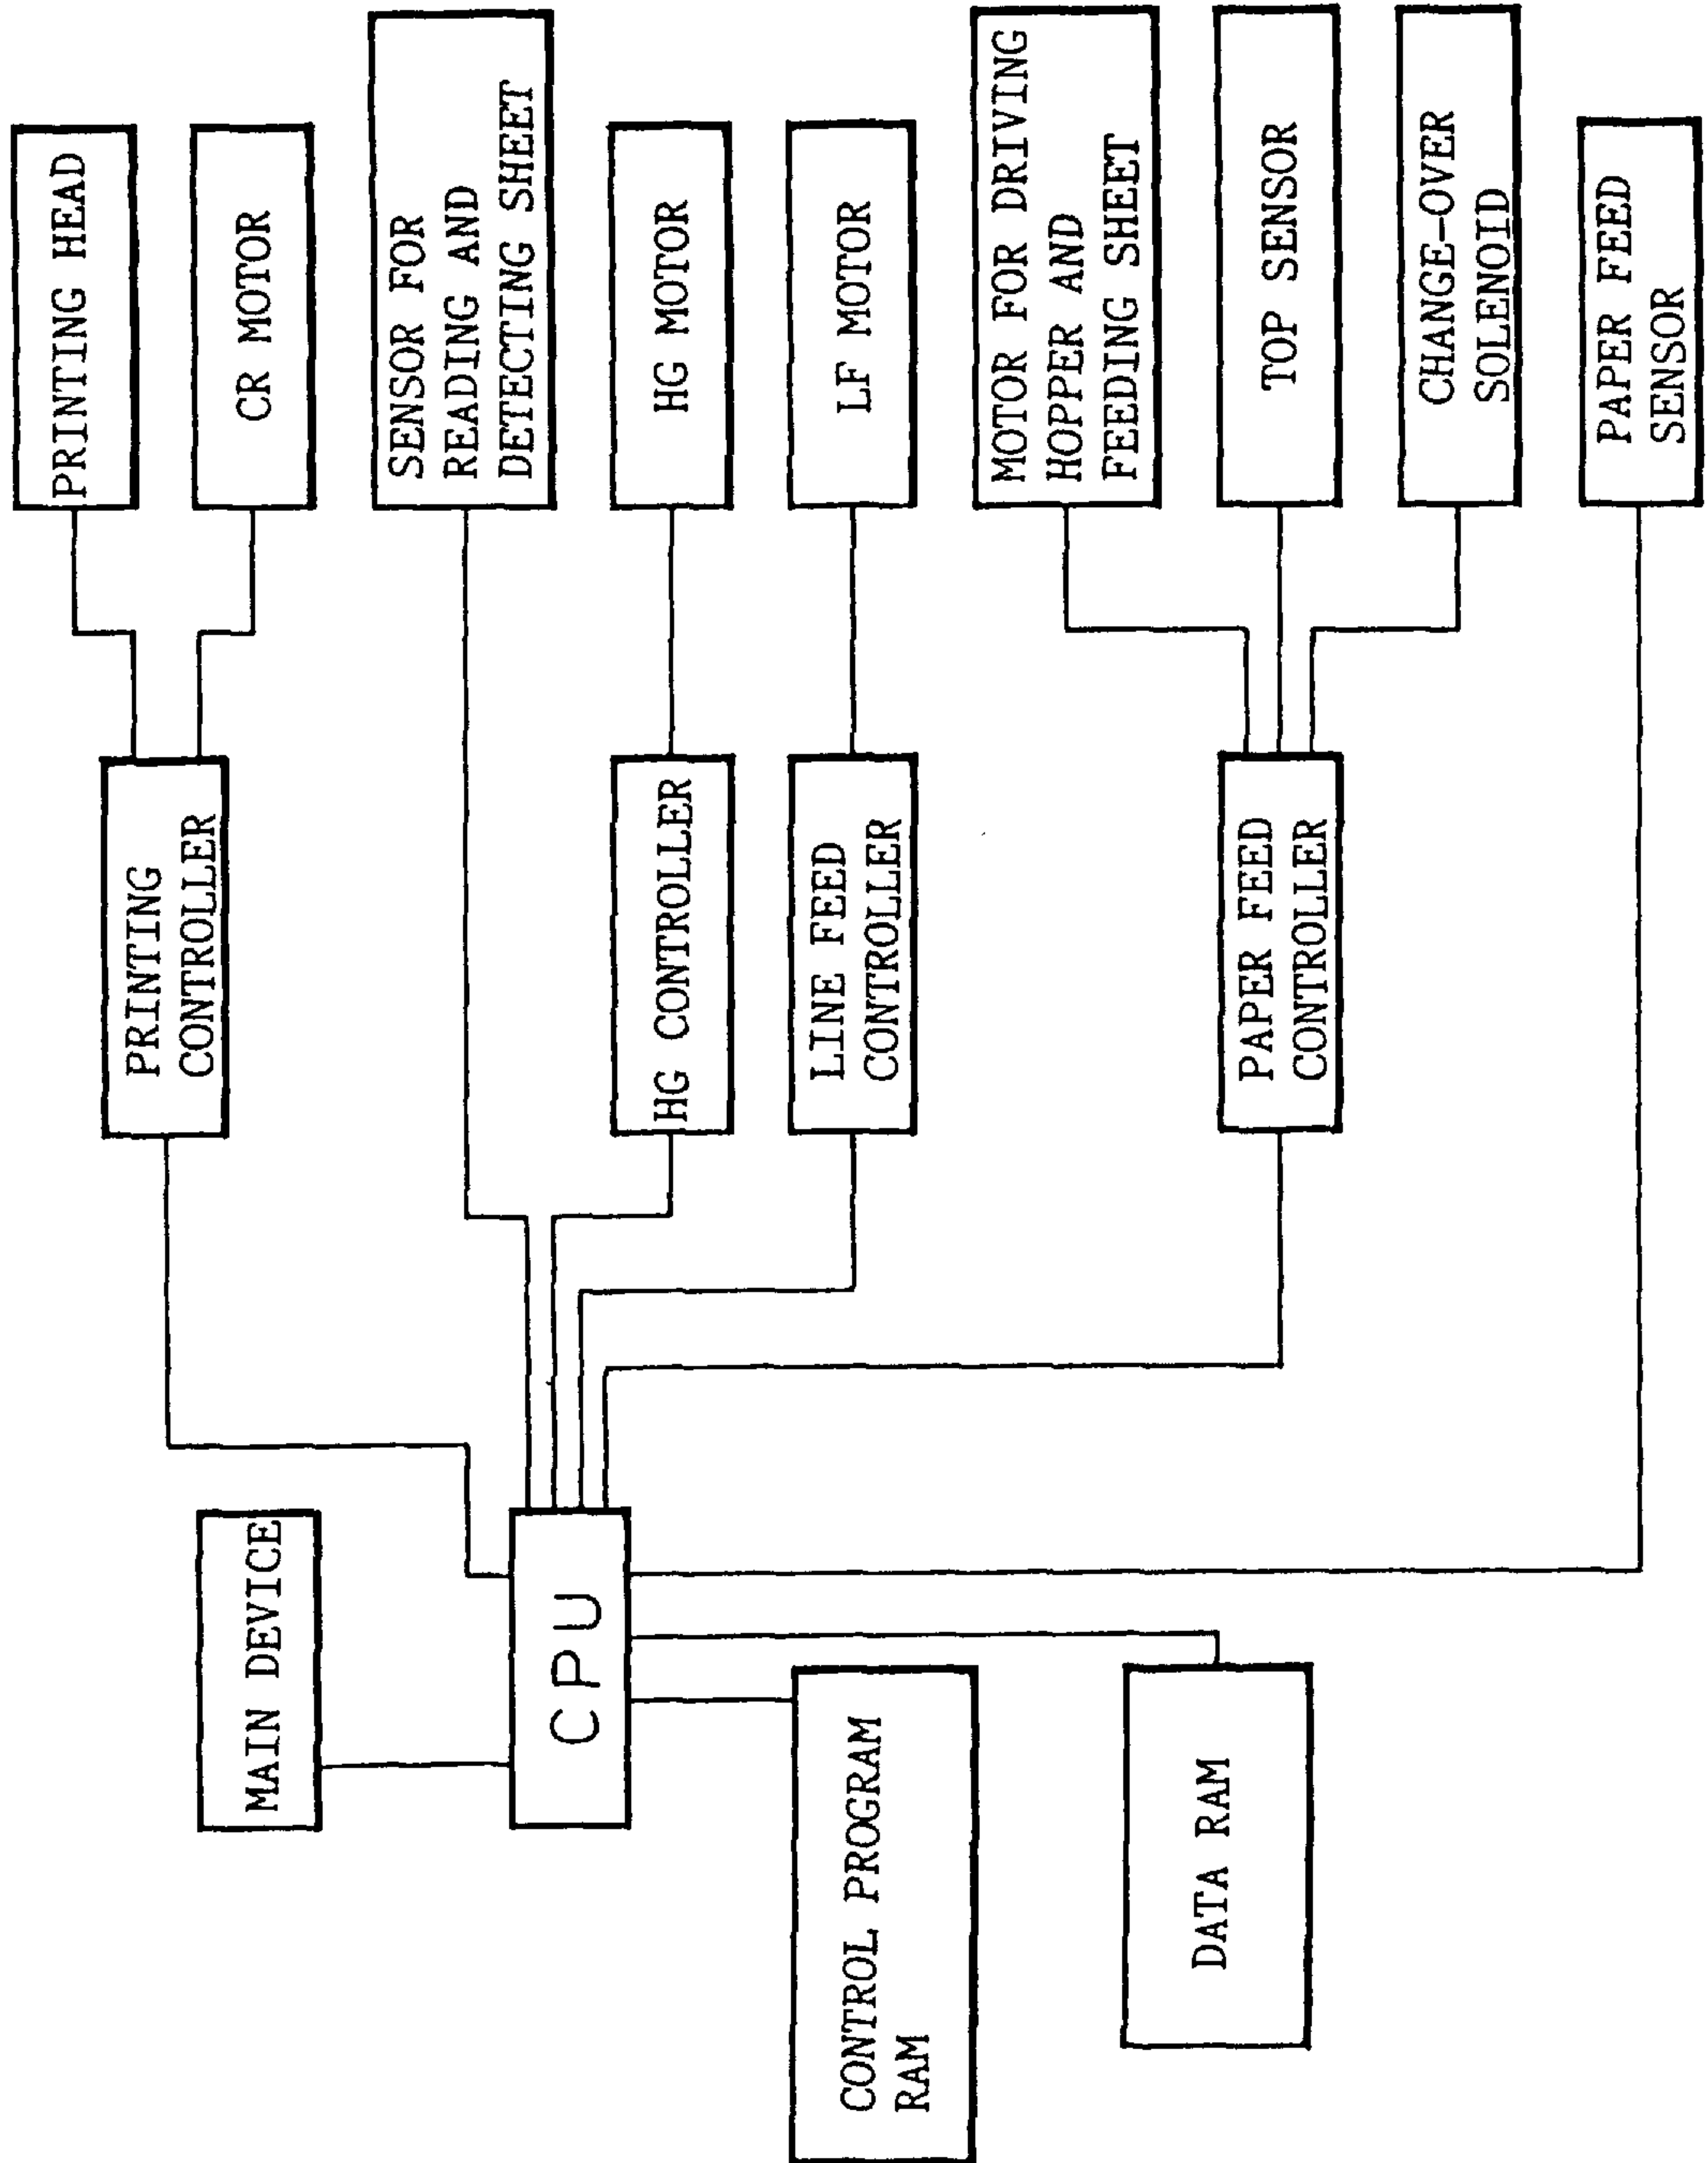 PRINTING HEAD
CR MOTOR
SENSOR FOR
READING AND
DETECTING SHEET
HG MOTOR
LF MOTOR
MOTOR FOR DRIVING
HOPPER AND
FEEDING SHEET
TOP SENSOR
CHANGE-OVER
SOLENOID
PAPER FEED
SENSOR
PRINTING
CONTROLLER
HG CONTROLLER
LINE FEED
CONTROLLER
PAPER FEED
CONTROLLER
MAIN DEVICE
CPU
CONTROL PROGRAM
RAM
DATA RAM